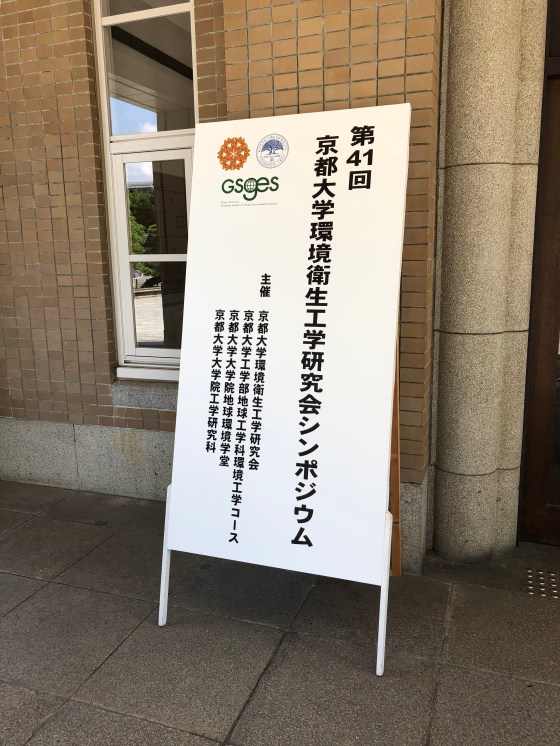 第41回
京都大学環境衛生工学研究会シンポジウム
主催 京都大学環境衛生工学研究会
京都大学工学部地球工学科環境工学コース
京都大学大学院地球環境学堂
京都大学大学院工学研究科
GSges